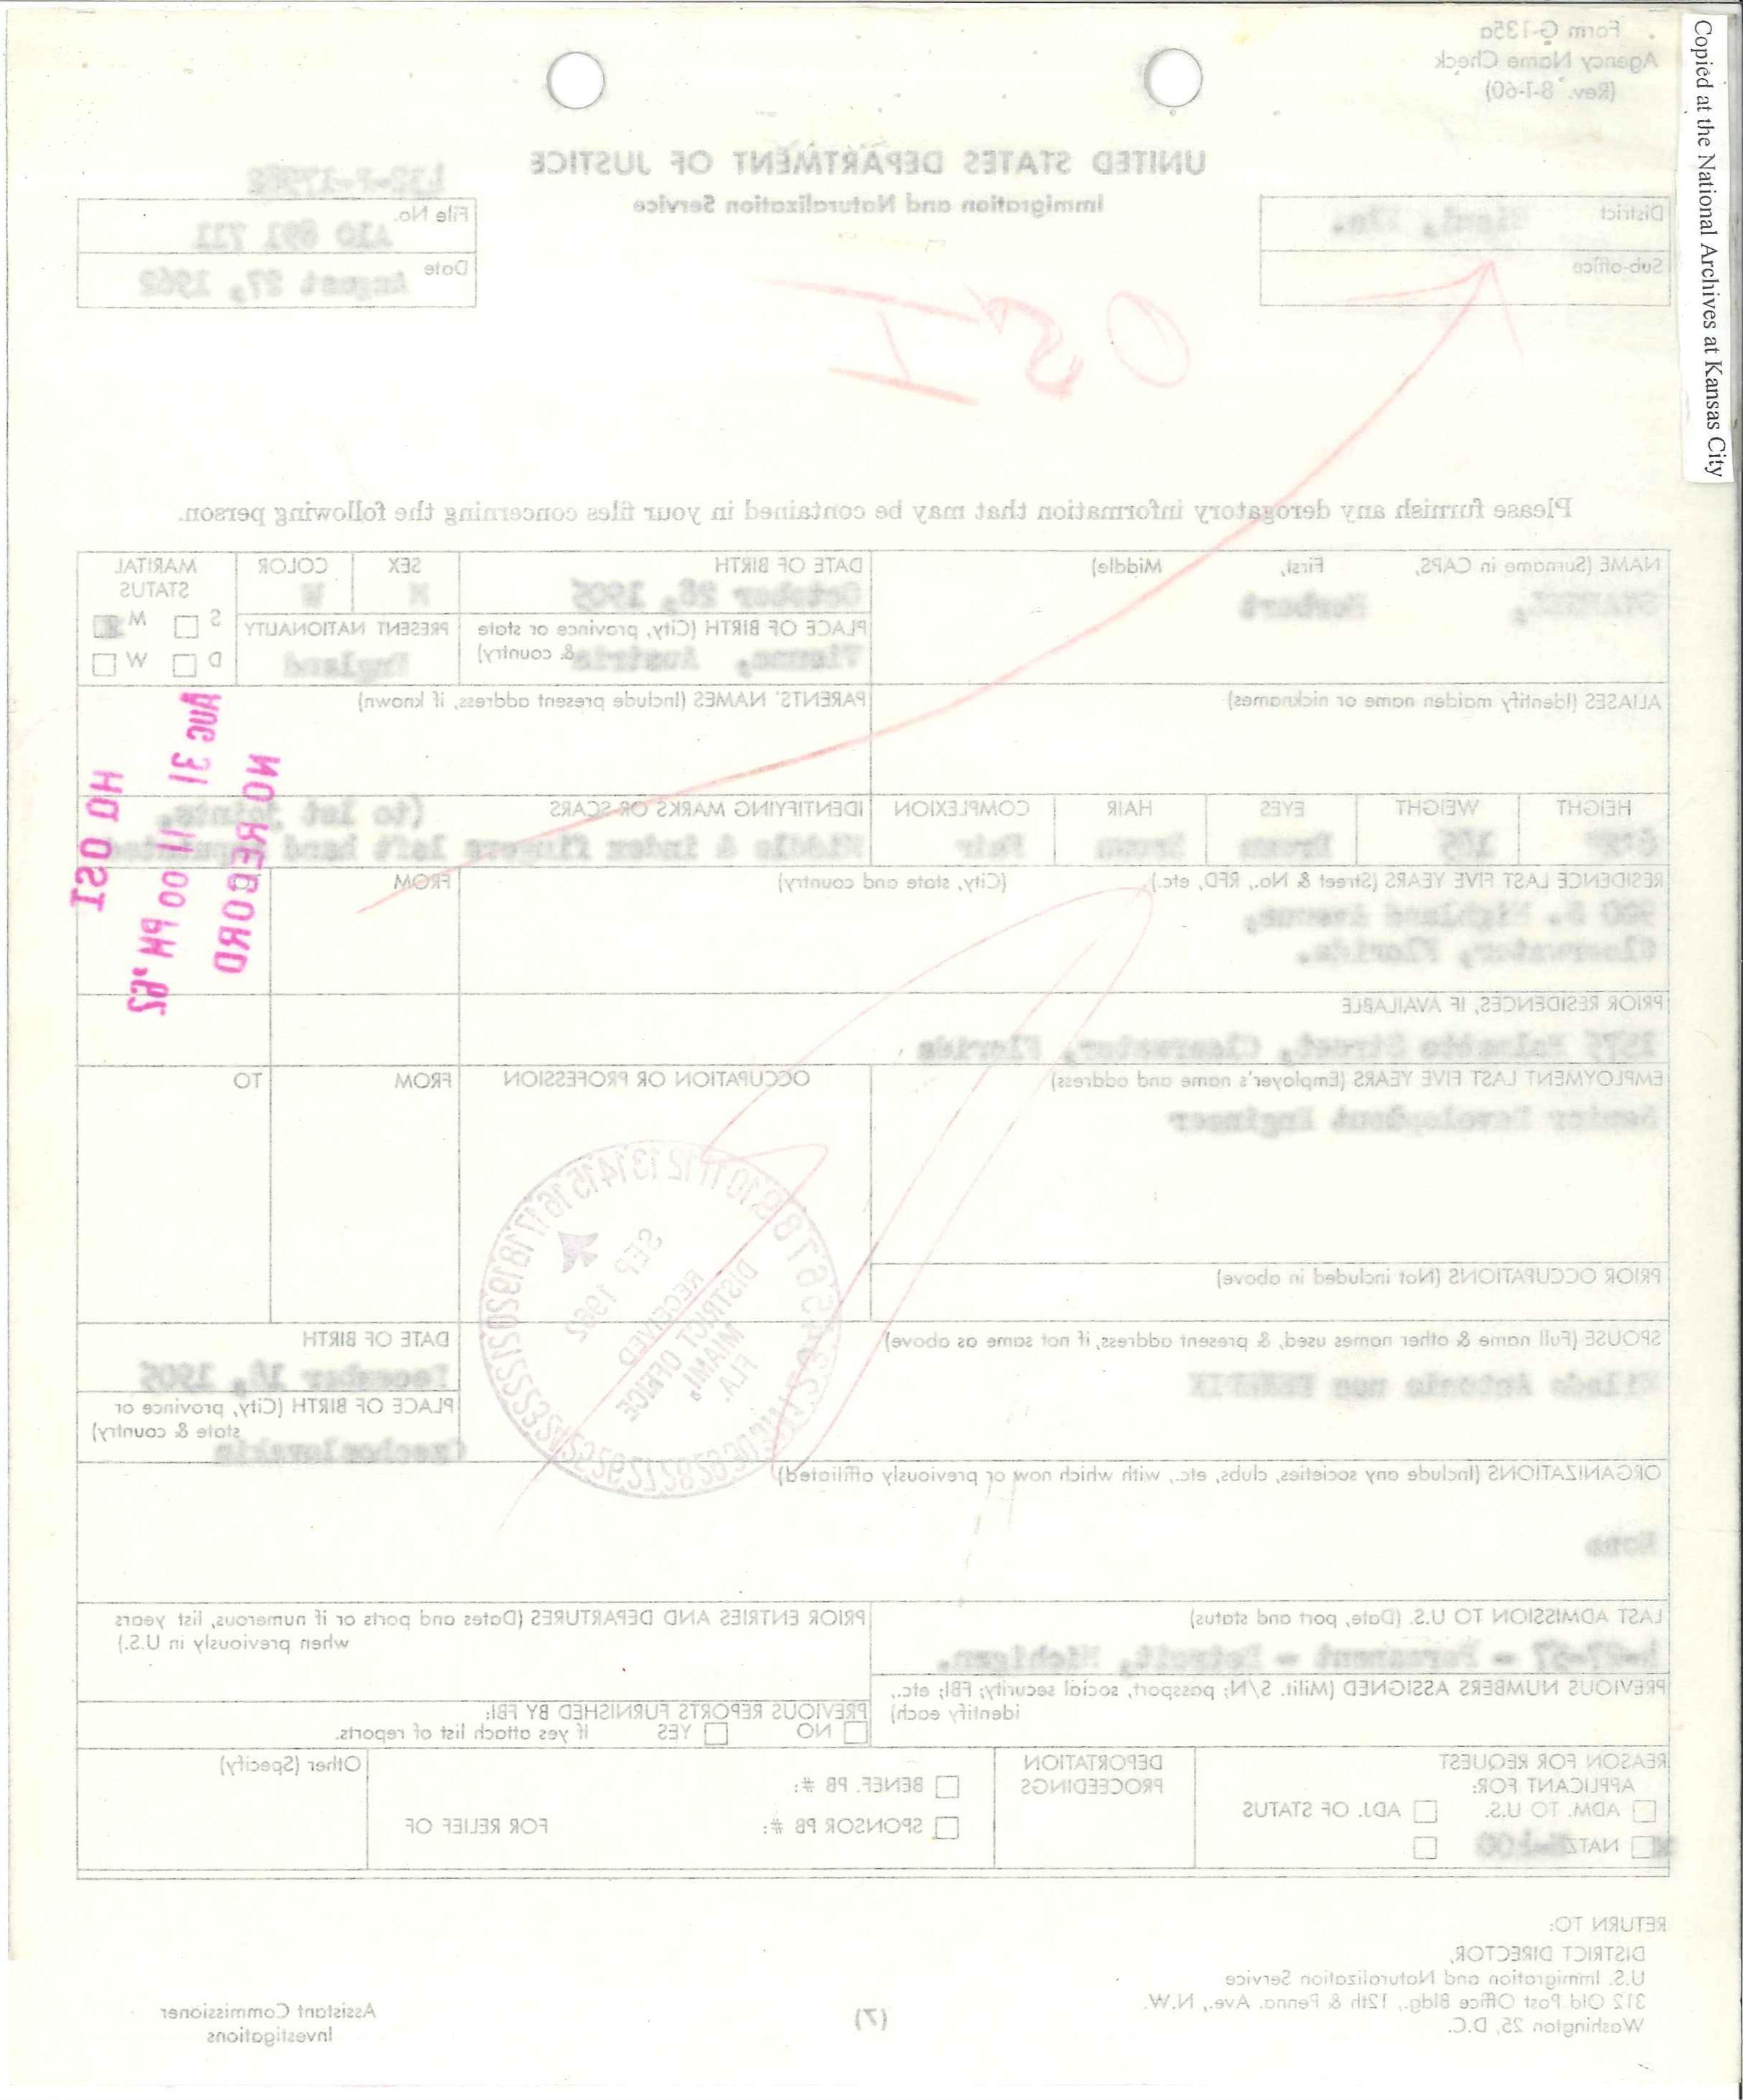 Copied at the National Archives at Kansas City
Form G-135a
Agency Name Check
(Rev. 8-1-60)
UNITED STATES DEPARTMENT OF JUSTICE
Immigration and Naturalization Service
District Miami, Fla.
Sub-office
File No. A10 891 711
Date August 27, 1962
OSI
Please furnish any derogatory information that may be contained in your files concerning the following person.
NAME (Surname in CAPS, First, Middle)
Herbert
DATE OF BIRTH
October 26, 1905
SEX
M
COLOR
W
MARITAL
STATUS
S M
D W
PLACE OF BIRTH (City, province or state
& country)
Vienna, Austria
PRESENT NATIONALITY
England
ALIASES (Identify maiden name or nicknames)
PARENTS' NAMES (Include present address, if known)
HEIGHT WEIGHT EYES HAIR COMPLEXION
165 Brown Brown Fair
IDENTIFYING MARKS OR SCARS
(to 1st joints.
Middle & index fingers left hand amputated
RESIDENCE LAST FIVE YEARS (Street & No., RFD, etc.) (City, state and country) FROM
900 S. Highland Avenue,
Clearwater, Florida.
PRIOR RESIDENCES, IF AVAILABLE
1575 Palmetto Street, Clearwater, Florida
EMPLOYMENT LAST FIVE YEARS (Employer's name and address) OCCUPATION OR PROFESSION FROM TO
Senior Development Engineer
PRIOR OCCUPATIONS (Not included in above)
HQ OSI
AUG 31 11 00 PM '62
NO RECORD
RECEIVED
DISTRICT OFFICE
MIAMI,
FLA.
SEP 1962
SPOUSE (Full name & other names used, & present address, if not same as above)
Antonie nee
DATE OF BIRTH
December 18, 1905
PLACE OF BIRTH (City, province or
state & country)
Czechoslovakia
ORGANIZATIONS (Include any societies, clubs, etc., with which now or previously affiliated)
None
LAST ADMISSION TO U.S. (Date, port and status)
4-27-57 - Permanent - Detroit, Michigan.
PRIOR ENTRIES AND DEPARTURES (Dates and ports or if numerous, list years
when previously in U.S.)
PREVIOUS NUMBERS ASSIGNED (Milit. S/N; passport, social security; FBI; etc.,
identify each)
PREVIOUS REPORTS FURNISHED BY FBI:
NO YES If yes attach list of reports.
REASON FOR REQUEST
APPLICANT FOR:
ADM. TO U.S. ADJ. OF STATUS
NATZ
DEPORTATION
PROCEEDINGS
BENEF. PB #:
SPONSOR PB #: FOR RELIEF OF
Other (Specify)
RETURN TO:
DISTRICT DIRECTOR,
U.S. Immigration and Naturalization Service
312 Old Post Office Bldg., 12th & Penna. Ave., N.W.
Washington 25, D.C.
(7)
Assistant Commissioner
Investigations